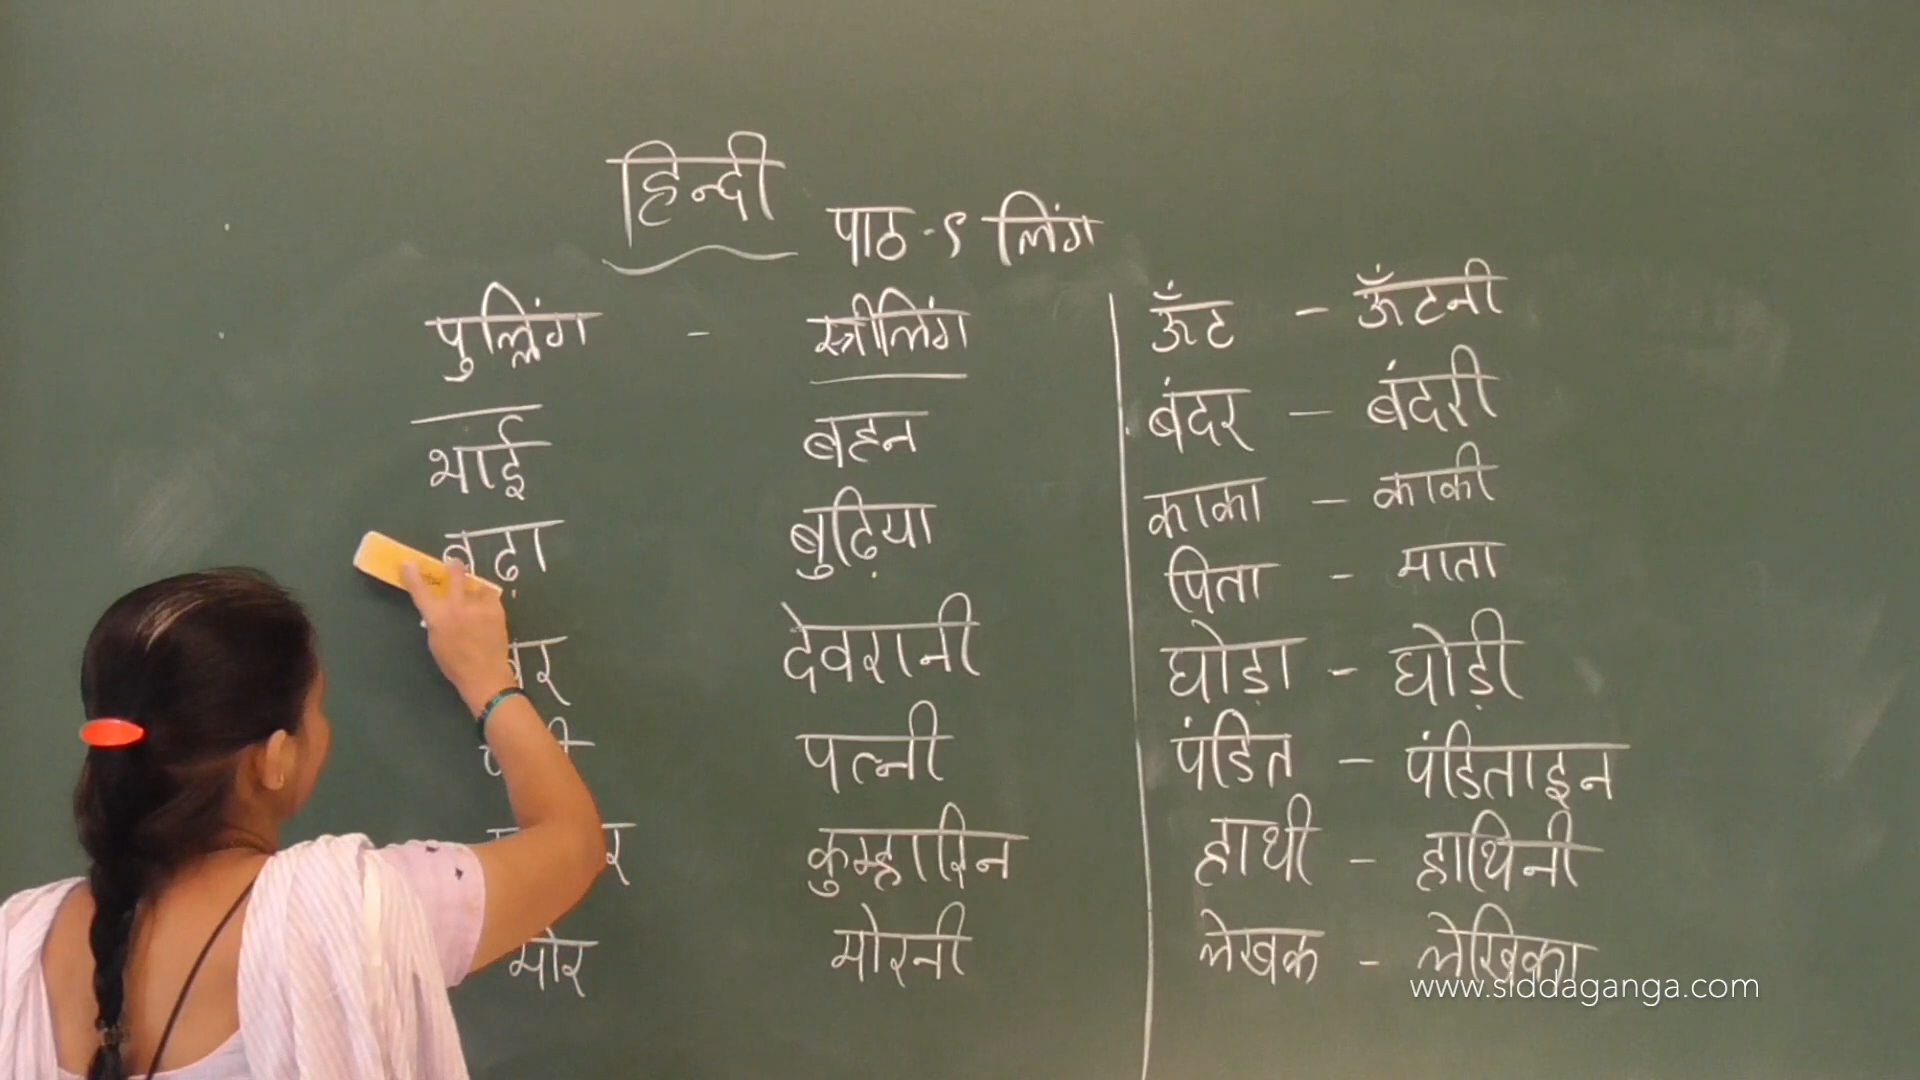 हिन्दी
पाठ-९ लिंग
पुल्लिंग - स्त्रीलिंग
भाई बहन
बुढ़िया
देवरानी
पत्नी
कुम्हारिन
मोर मोरनी
ऊँट - ऊँटनी
बंदर - बंदरी
काका - काकी
पिता - माता
घोड़ा - घोड़ी
पंडित - पंडिताइन
हाथी - हाथिनी
लेखक - लेखिका
www.siddaganga.com